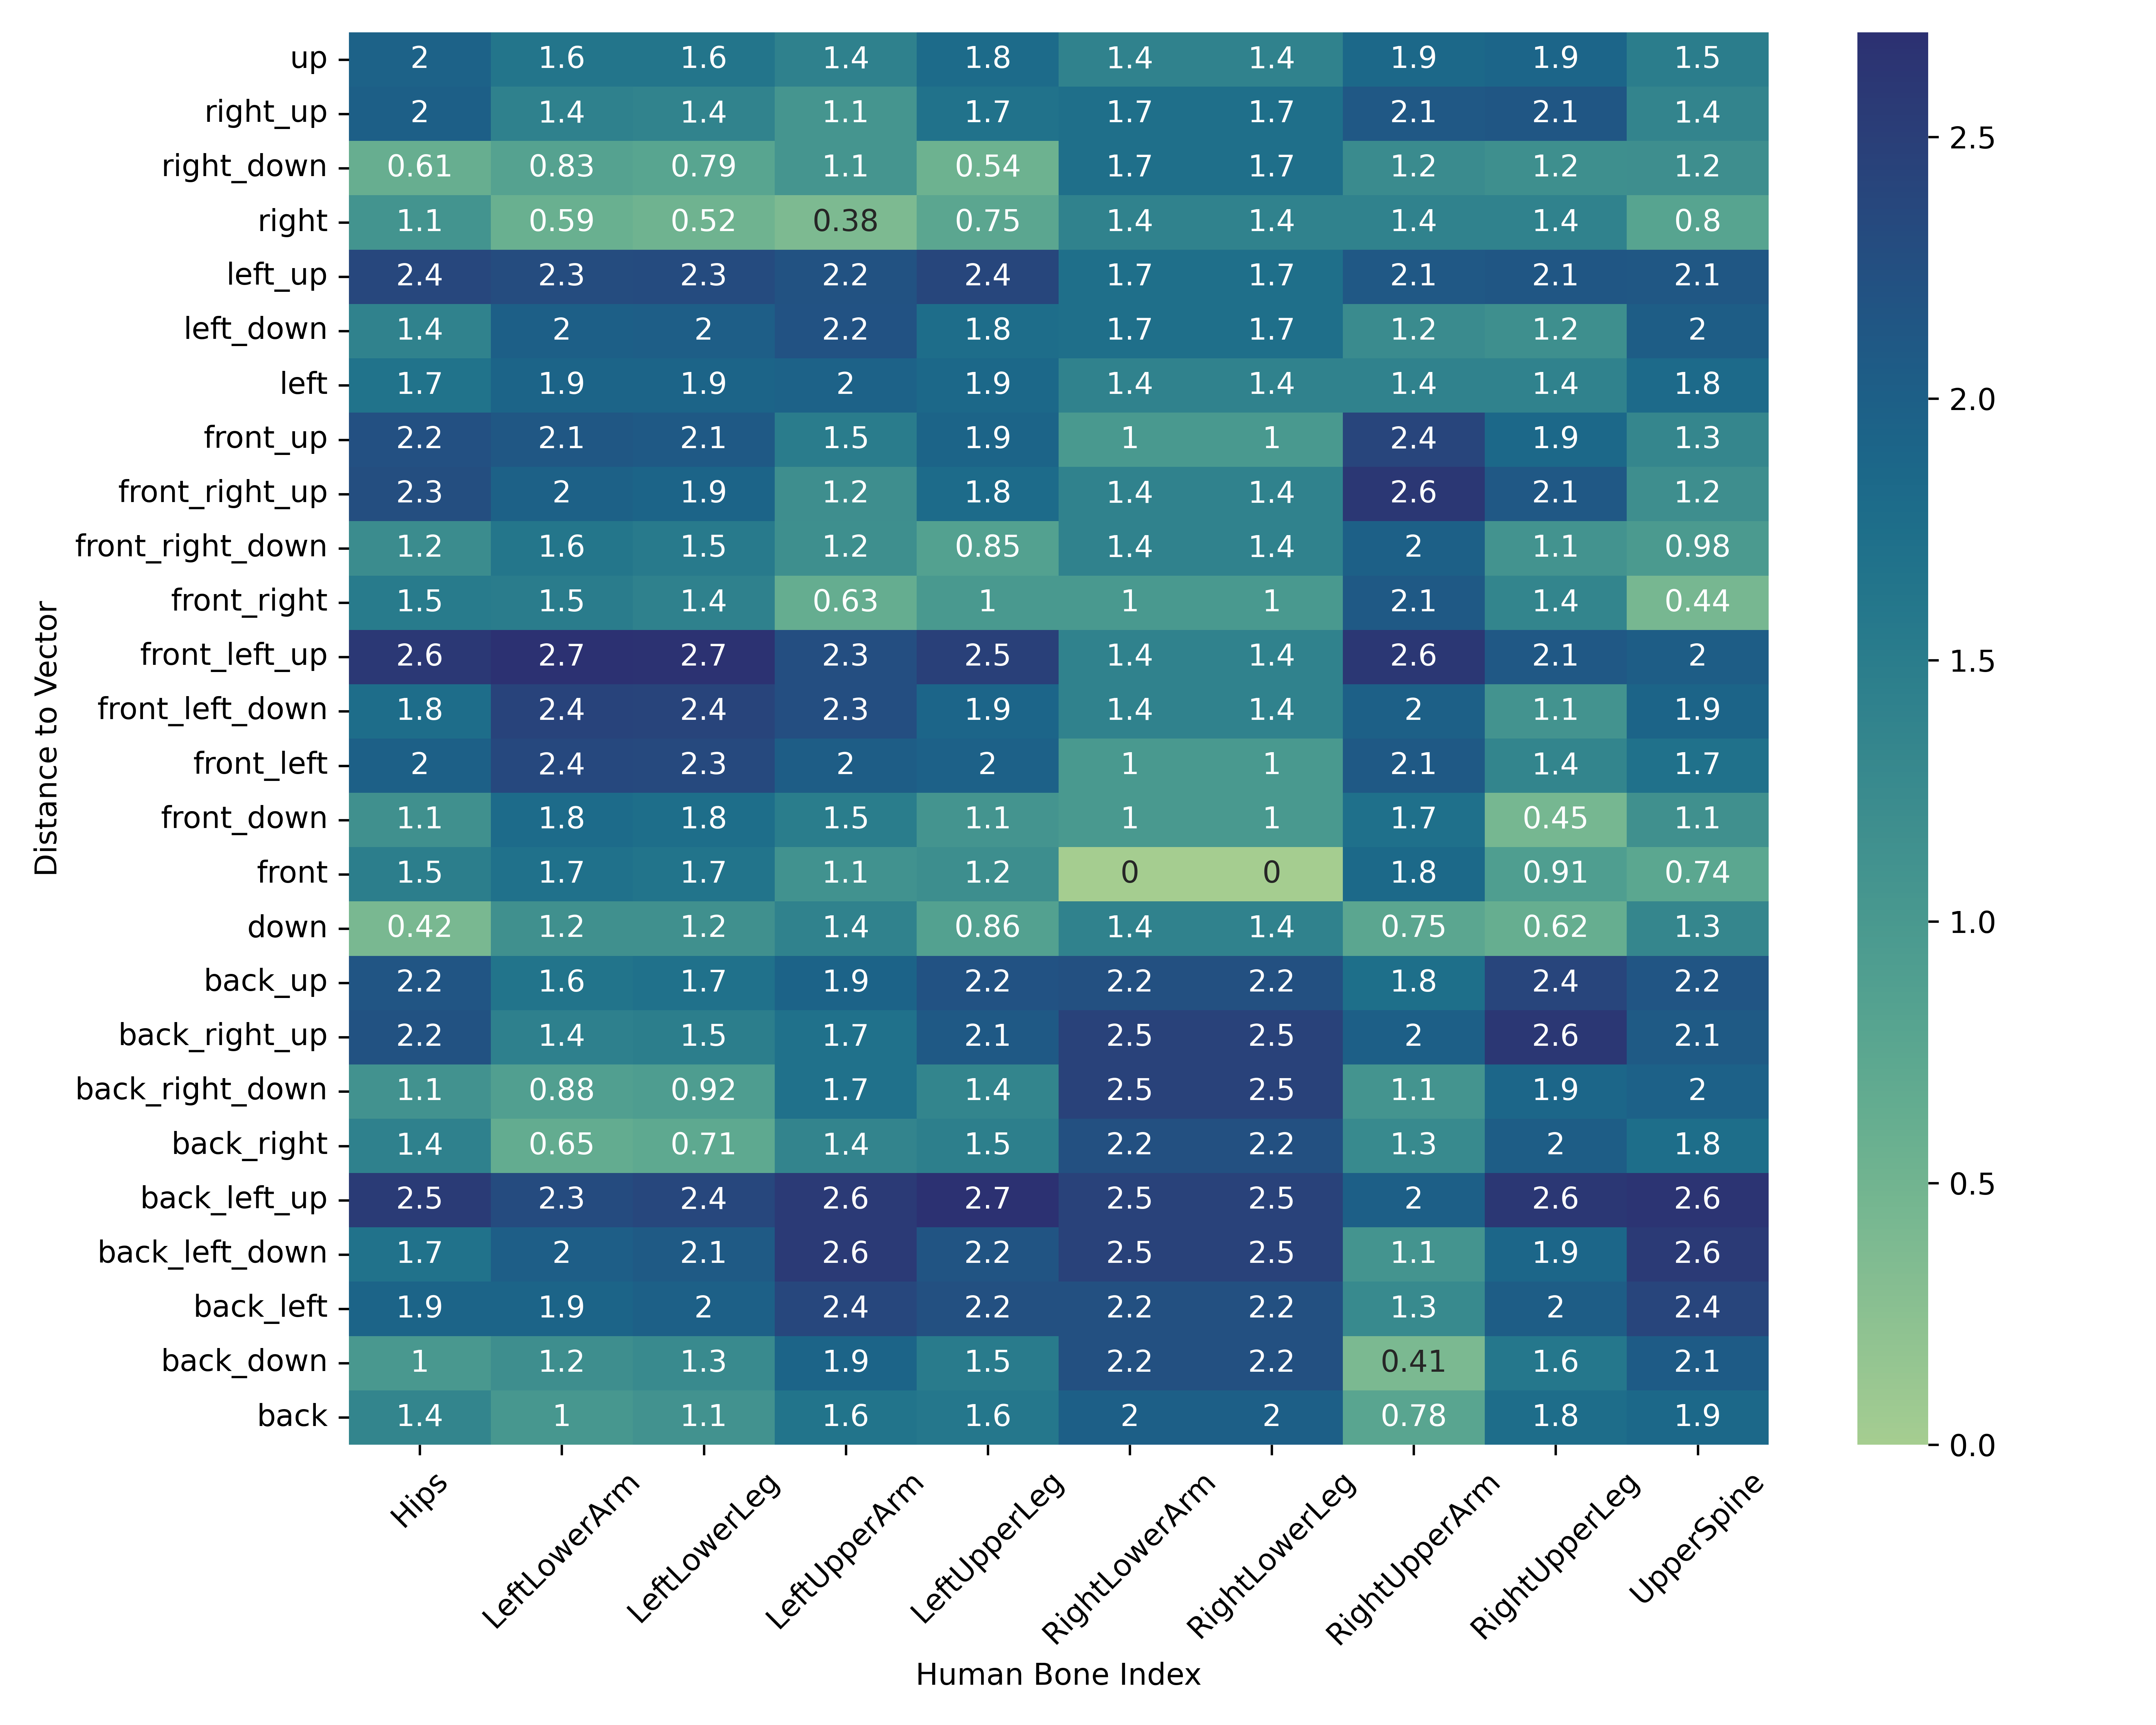 up 2 1.6 1.6 1.4 1.8 1.4 1.4 1.9 1.9 1.5
right_up 2 1.4 1.4 1.1 1.7 1.7 1.7 2.1 2.1 1.4
right_down 0.61 0.83 0.79 1.1 0.54 1.7 1.7 1.2 1.2 1.2
right 1.1 0.59 0.52 0.38 0.75 1.4 1.4 1.4 1.4 0.8
left_up 2.4 2.3 2.3 2.2 2.4 1.7 1.7 2.1 2.1 2.1
left_down 1.4 2 2 2.2 1.8 1.7 1.7 1.2 1.2 2
left 1.7 1.9 1.9 2 1.9 1.4 1.4 1.4 1.4 1.8
front_up 2.2 2.1 2.1 1.5 1.9 1 1 2.4 1.9 1.3
front_right_up 2.3 2 1.9 1.2 1.8 1.4 1.4 2.6 2.1 1.2
front_right_down 1.2 1.6 1.5 1.2 0.85 1.4 1.4 2 1.1 0.98
front_right 1.5 1.5 1.4 0.63 1 1 1 2.1 1.4 0.44
front_left_up 2.6 2.7 2.7 2.3 2.5 1.4 1.4 2.6 2.1 2
front_left_down 1.8 2.4 2.4 2.3 1.9 1.4 1.4 2 1.1 1.9
front_left 2 2.4 2.3 2 2 1 1 2.1 1.4 1.7
front_down 1.1 1.8 1.8 1.5 1.1 1 1 1.7 0.45 1.1
front 1.5 1.7 1.7 1.1 1.2 0 0 1.8 0.91 0.74
down 0.42 1.2 1.2 1.4 0.86 1.4 1.4 0.75 0.62 1.3
back_up 2.2 1.6 1.7 1.9 2.2 2.2 2.2 1.8 2.4 2.2
back_right_up 2.2 1.4 1.5 1.7 2.1 2.5 2.5 2 2.6 2.1
back_right_down 1.1 0.88 0.92 1.7 1.4 2.5 2.5 1.1 1.9 2
back_right 1.4 0.65 0.71 1.4 1.5 2.2 2.2 1.3 2 1.8
back_left_up 2.5 2.3 2.4 2.6 2.7 2.5 2.5 2 2.6 2.6
back_left_down 1.7 2 2.1 2.6 2.2 2.5 2.5 1.1 1.9 2.6
back_left 1.9 1.9 2 2.4 2.2 2.2 2.2 1.3 2 2.4
back_down 1 1.2 1.3 1.9 1.5 2.2 2.2 0.41 1.6 2.1
back 1.4 1 1.1 1.6 1.6 2 2 0.78 1.8 1.9
Hips LeftLowerArm LeftLowerLeg LeftUpperArm LeftUpperLeg RightLowerArm RightLowerLeg RightUpperArm RightUpperLeg UpperSpine
Human Bone Index
Distance to Vector
2.5
2.0
1.5
1.0
0.5
0.0